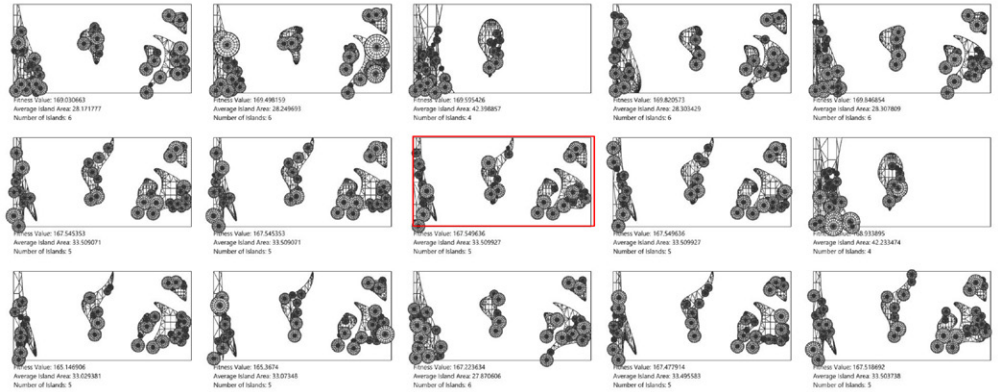 Fitness Value: 169.030663
Average Island Area: 28.171777
Number of Islands: 6
Fitness Value: 169.498159
Average Island Area: 28.249693
Number of Islands: 6
Fitness Value: 169.595426
Average Island Area: 42.398857
Number of Islands: 4
Fitness Value: 169.820573
Average Island Area: 28.303429
Number of Islands: 6
Fitness Value: 169.846854
Average Island Area: 28.307809
Number of Islands: 6
Fitness Value: 167.545353
Average Island Area: 33.509071
Number of Islands: 5
Fitness Value: 167.545353
Average Island Area: 33.509071
Number of Islands: 5
Fitness Value: 167.549636
Average Island Area: 33.509927
Number of Islands: 5
Fitness Value: 167.549636
Average Island Area: 33.509927
Number of Islands: 5
Fitness Value: 168.933895
Average Island Area: 42.233474
Number of Islands: 4
Fitness Value: 165.146906
Average Island Area: 33.029381
Number of Islands: 5
Fitness Value: 165.3674
Average Island Area: 33.07348
Number of Islands: 5
Fitness Value: 167.223634
Average Island Area: 27.870606
Number of Islands: 6
Fitness Value: 167.477914
Average Island Area: 33.495583
Number of Islands: 5
Fitness Value: 167.518692
Average Island Area: 33.503738
Number of Islands: 5